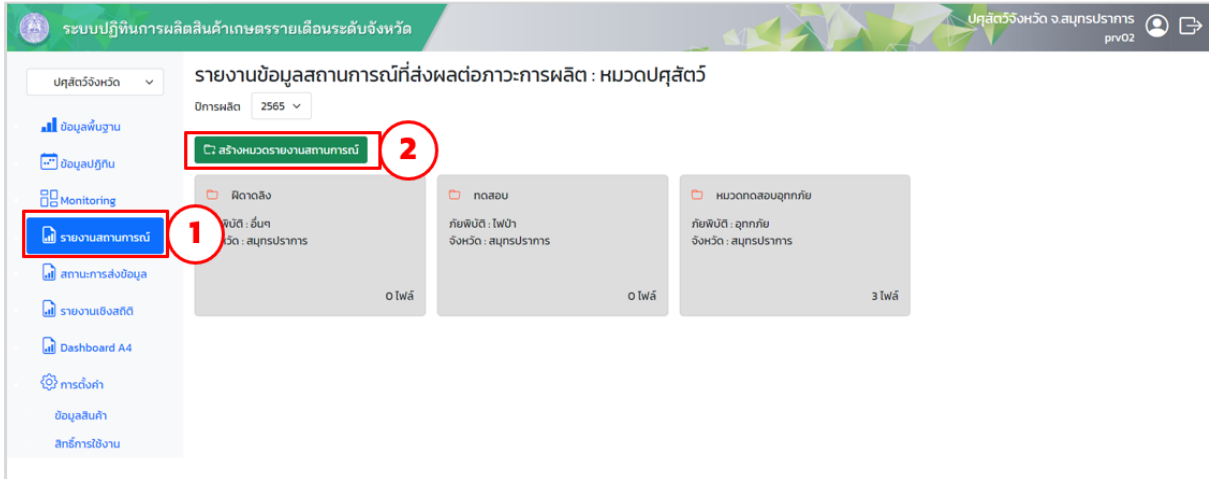 ระบบปฏิทินการผลิตสินค้าเกษตรรายเดือนระดับจังหวัด
ปศุสัตว์จังหวัด จ.สมุทรปราการ
prv02
ปศุสัตว์จังหวัด
ข้อมูลพื้นฐาน
ข้อมูลปฏิทิน
Monitoring
รายงานสถานการณ์
1
สถานะการส่งข้อมูล
รายงานเชิงสถิติ
Dashboard A4
การตั้งค่า
ข้อมูลสินค้า
สิทธิ์การใช้งาน
รายงานข้อมูลสถานการณ์ที่ส่งผลต่อภาวะการผลิต : หมวดปศุสัตว์
ปีการผลิต 2565
สร้างหมวดรายงานสถานการณ์
2
ฝีดาดลิง
พิบัติ : อื่นๆ
หวัด : สมุทรปราการ
0 ไฟล์
ทดสอบ
ภัยพิบัติ : ไฟป่า
จังหวัด : สมุทรปราการ
0 ไฟล์
หมวดทดสอบอุทกภัย
ภัยพิบัติ : อุทกภัย
จังหวัด : สมุทรปราการ
3 ไฟล์